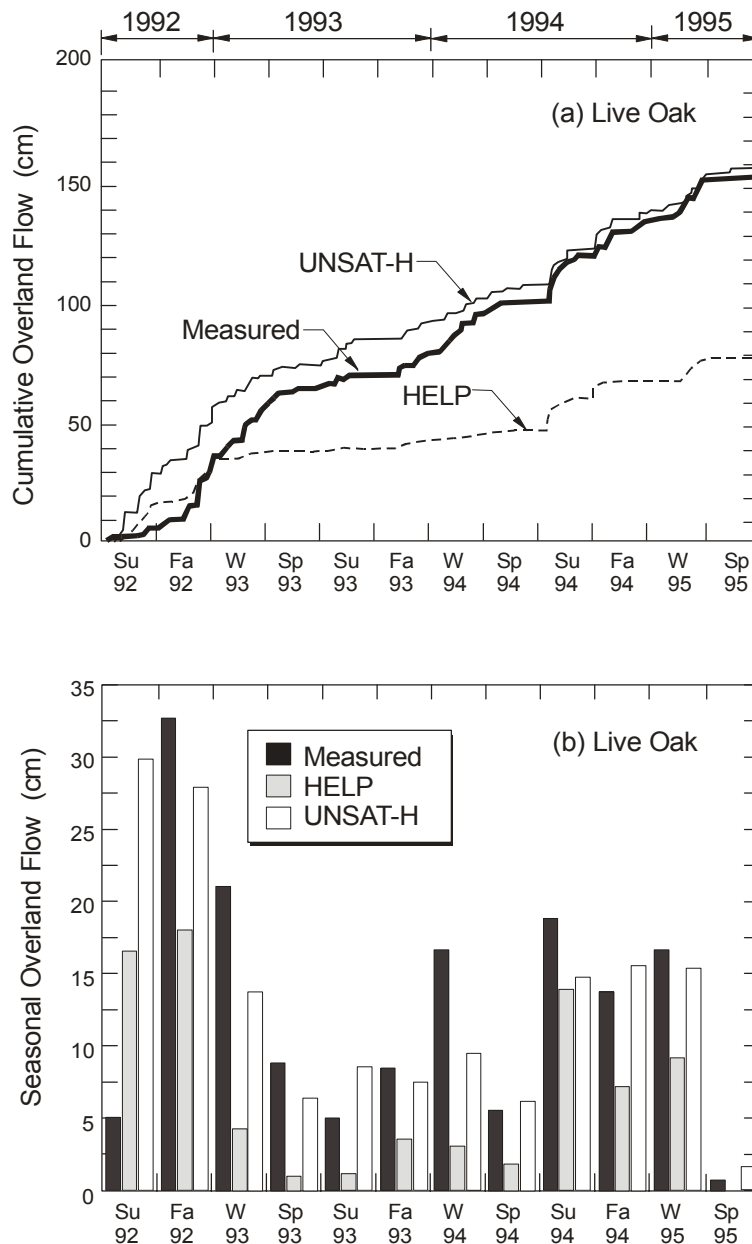 1992 1993 1994 1995
200
150
100
50
0
Cumulative Overland Flow (cm)
(a) Live Oak
UNSAT-H
Measured
HELP
Su Fa W Sp Su Fa W Sp Su Fa W Sp
92 92 93 93 93 93 94 94 94 94 95 95
35
30
25
20
15
10
5
0
Seasonal Overland Flow (cm)
(b) Live Oak
Measured
HELP
UNSAT-H
Su Fa W Sp Su Fa W Sp Su Fa W Sp
92 92 93 93 93 93 94 94 94 94 95 95